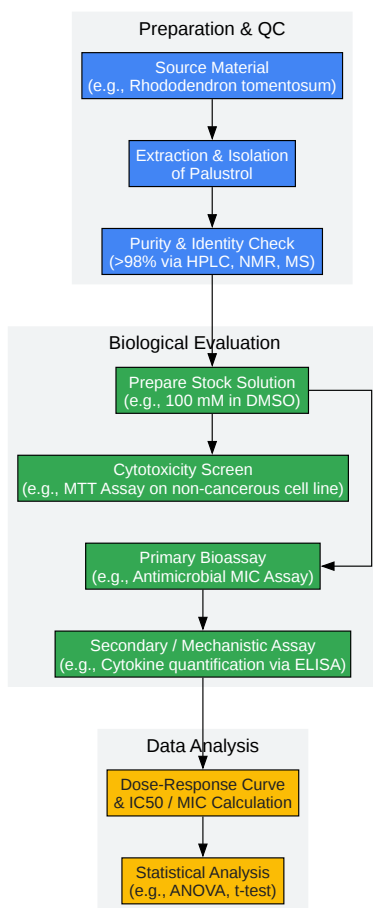 Preparation & QC
Source Material
(e.g., Rhododendron tomentosum)
Extraction & Isolation
of Palustrol
Purity & Identity Check
(>98% via HPLC, NMR, MS)
Biological Evaluation
Prepare Stock Solution
(e.g., 100 mM in DMSO)
Cytotoxicity Screen
(e.g., MTT Assay on non-cancerous cell line)
Primary Bioassay
(e.g., Antimicrobial MIC Assay)
Secondary / Mechanistic Assay
(e.g., Cytokine quantification via ELISA)
Data Analysis
Dose-Response Curve
& IC50 / MIC Calculation
Statistical Analysis
(e.g., ANOVA, t-test)